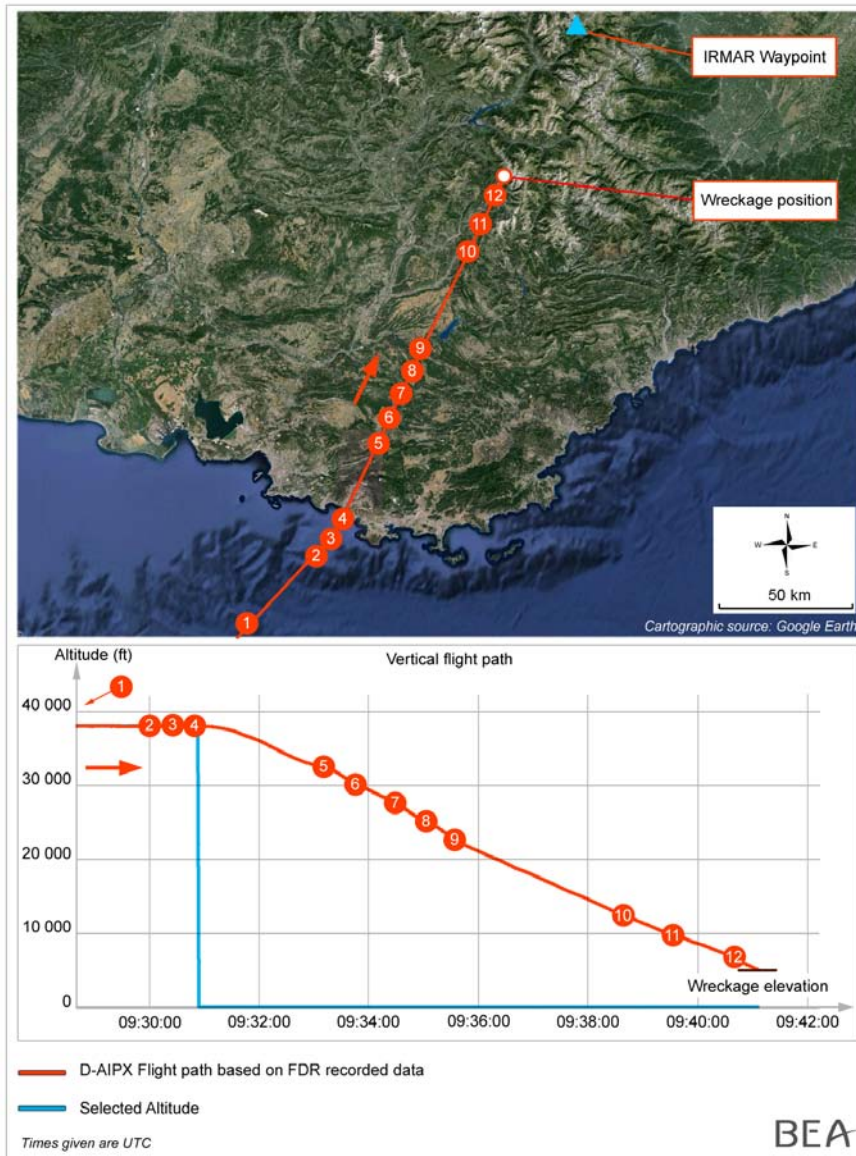 IRMAR Waypoint
Wreckage position
12
11
10
9
8
7
6
5
4
3
2
1
N
W E
S
50 km
Cartographic source: Google Earth
Altitude (ft)
Vertical flight path
1
40 000
2 3 4
30 000
5
6
7
8
9
20 000
10
10 000
11
12
Wreckage elevation
0
09:30:00 09:32:00 09:34:00 09:36:00 09:38:00 09:40:00 09:42:00
D-AIPX Flight path based on FDR recorded data
Selected Altitude
Times given are UTC
BEA